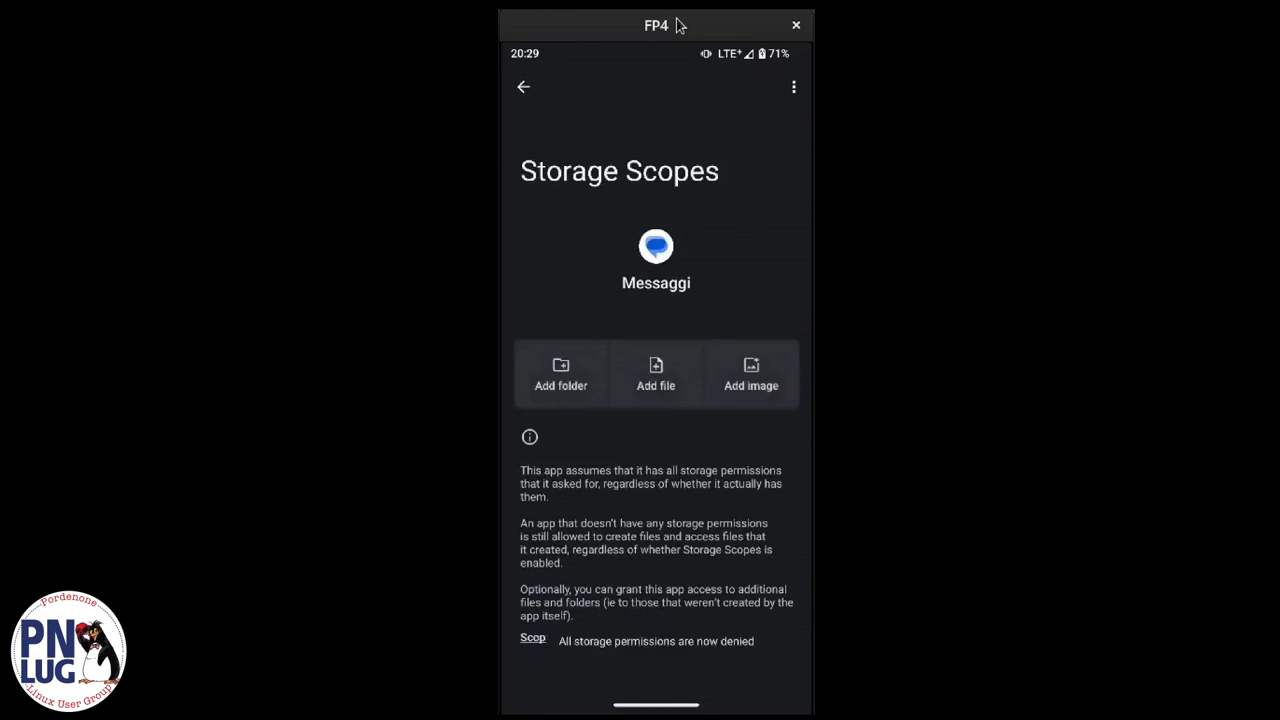 FP4
20:29
LTE+
71%
Storage Scopes
Messaggi
Add folder
Add file
Add image
This app assumes that it has all storage permissions
that it asked for, regardless of whether it actually has
them.
An app that doesn't have any storage permissions
is still allowed to create files and access files that
it created, regardless of whether Storage Scopes is
enabled.
Optionally, you can grant this app access to additional
files and folders (ie to those that weren't created by the
app itself).
Scop
All storage permissions are now denied
Pordenone
PN
LUG
Linux User Group